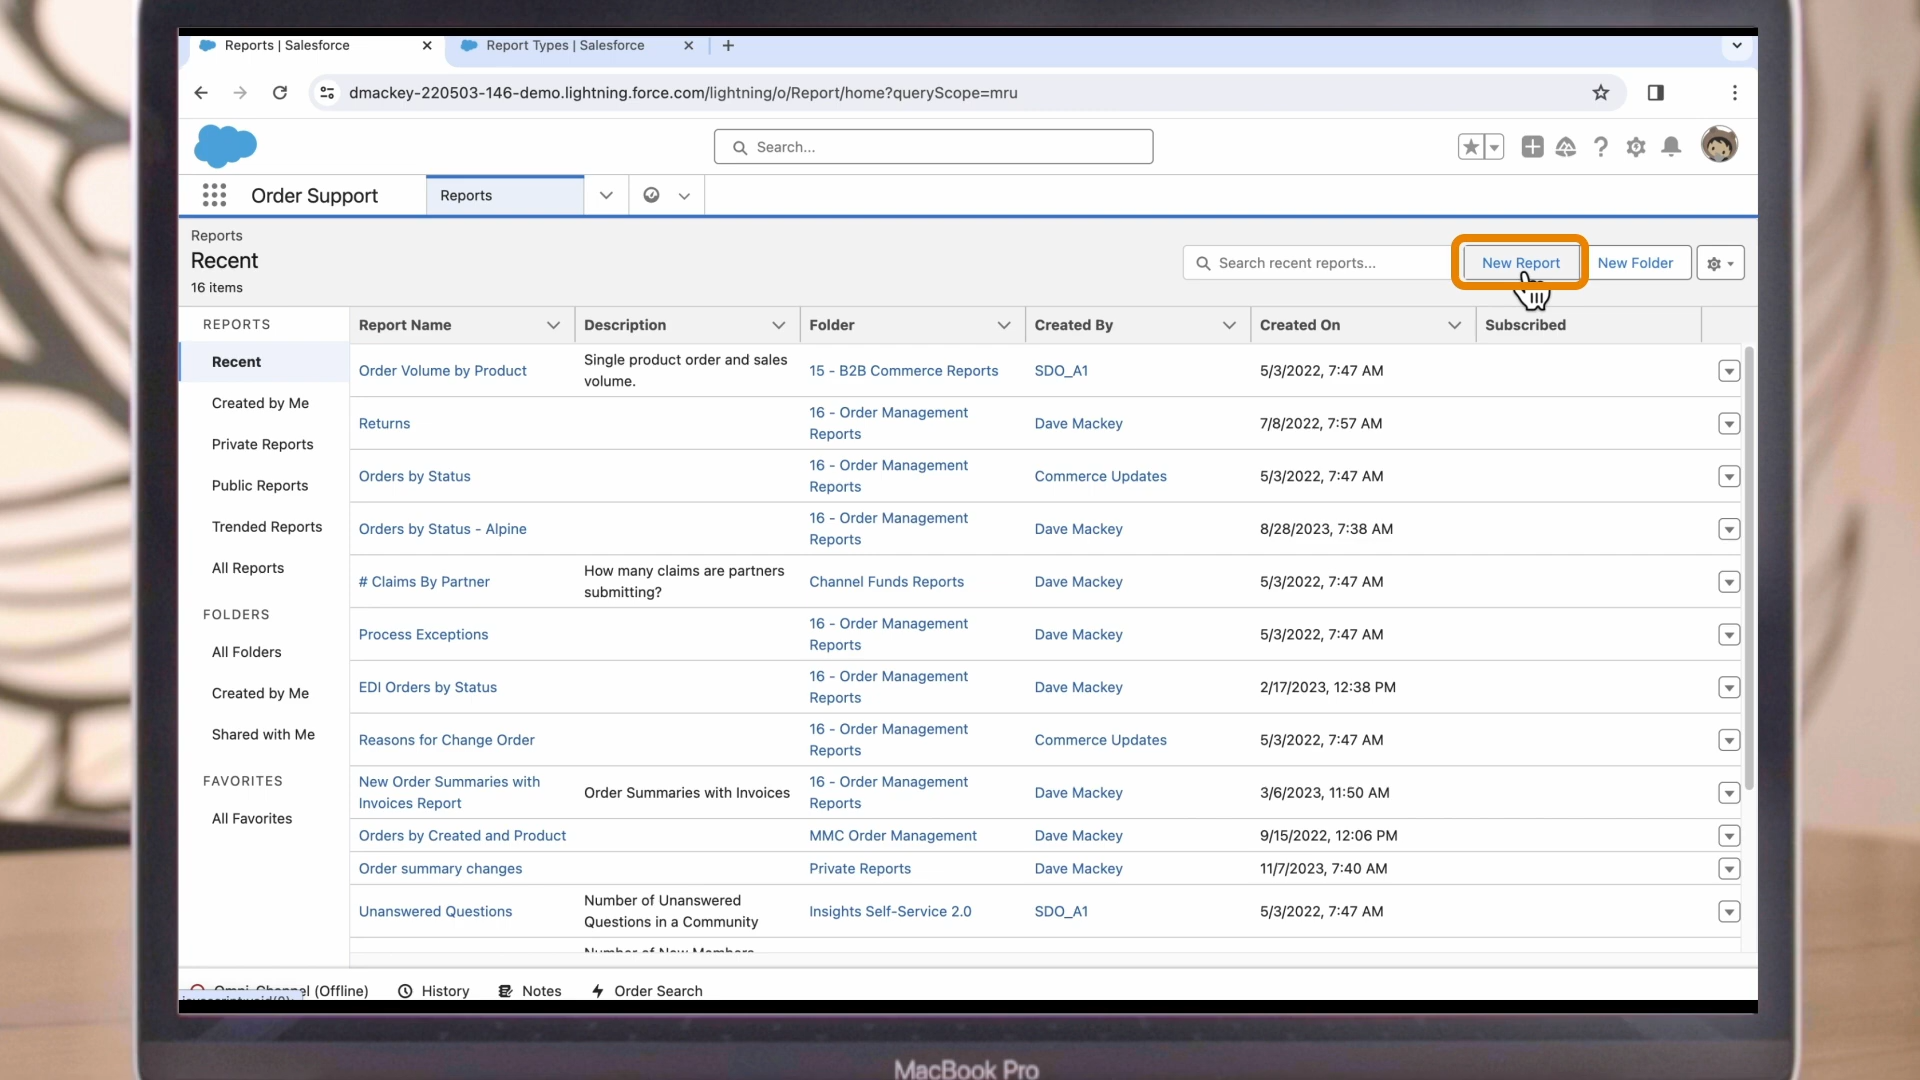 Reports | Salesforce
Report Types | Salesforce
dmackey-220503-146-demo.lightning.force.com/lightning/o/Report/home?queryScope=mru
Search...
Order Support
Reports
Reports
Recent
16 items
Search recent reports...
New Report
New Folder
REPORTS
Recent
Created by Me
Private Reports
Public Reports
Trended Reports
All Reports
FOLDERS
All Folders
Created by Me
Shared with Me
FAVORITES
All Favorites
Report Name Description Folder Created By Created On Subscribed
Order Volume by Product
Single product order and sales
volume.
15 - B2B Commerce Reports
SDO_A1
5/3/2022, 7:47 AM
Returns
16 - Order Management
Reports
Dave Mackey
7/8/2022, 7:57 AM
Orders by Status
16 - Order Management
Reports
Commerce Updates
5/3/2022, 7:47 AM
Orders by Status - Alpine
16 - Order Management
Reports
Dave Mackey
8/28/2023, 7:38 AM
# Claims By Partner
How many claims are partners
submitting?
Channel Funds Reports
Dave Mackey
5/3/2022, 7:47 AM
Process Exceptions
16 - Order Management
Reports
Dave Mackey
5/3/2022, 7:47 AM
EDI Orders by Status
16 - Order Management
Reports
Dave Mackey
2/17/2023, 12:38 PM
Reasons for Change Order
16 - Order Management
Reports
Commerce Updates
5/3/2022, 7:47 AM
New Order Summaries with
Invoices Report
Order Summaries with Invoices
16 - Order Management
Reports
Dave Mackey
3/6/2023, 11:50 AM
Orders by Created and Product
MMC Order Management
Dave Mackey
9/15/2022, 12:06 PM
Order summary changes
Private Reports
Dave Mackey
11/7/2023, 7:40 AM
Unanswered Questions
Number of Unanswered
Questions in a Community
Insights Self-Service 2.0
SDO_A1
5/3/2022, 7:47 AM
Number of New Members
Omni-Channel (Offline)
History
Notes
Order Search
MacBook Pro